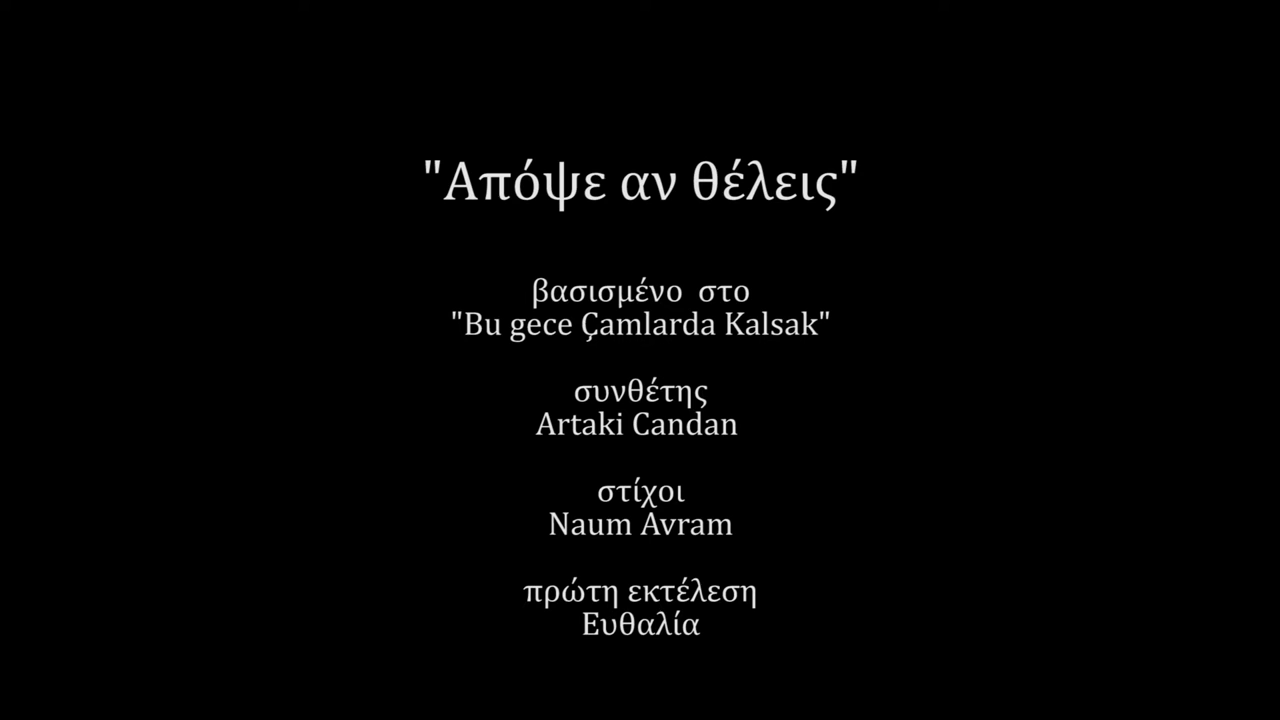 "Απόψε αν θέλεις"
βασισμένο στο
"Bu gece Çamlarda Kalsak"
συνθέτης
Artaki Candan
στίχοι
Naum Avram
πρώτη εκτέλεση
Ευθαλία